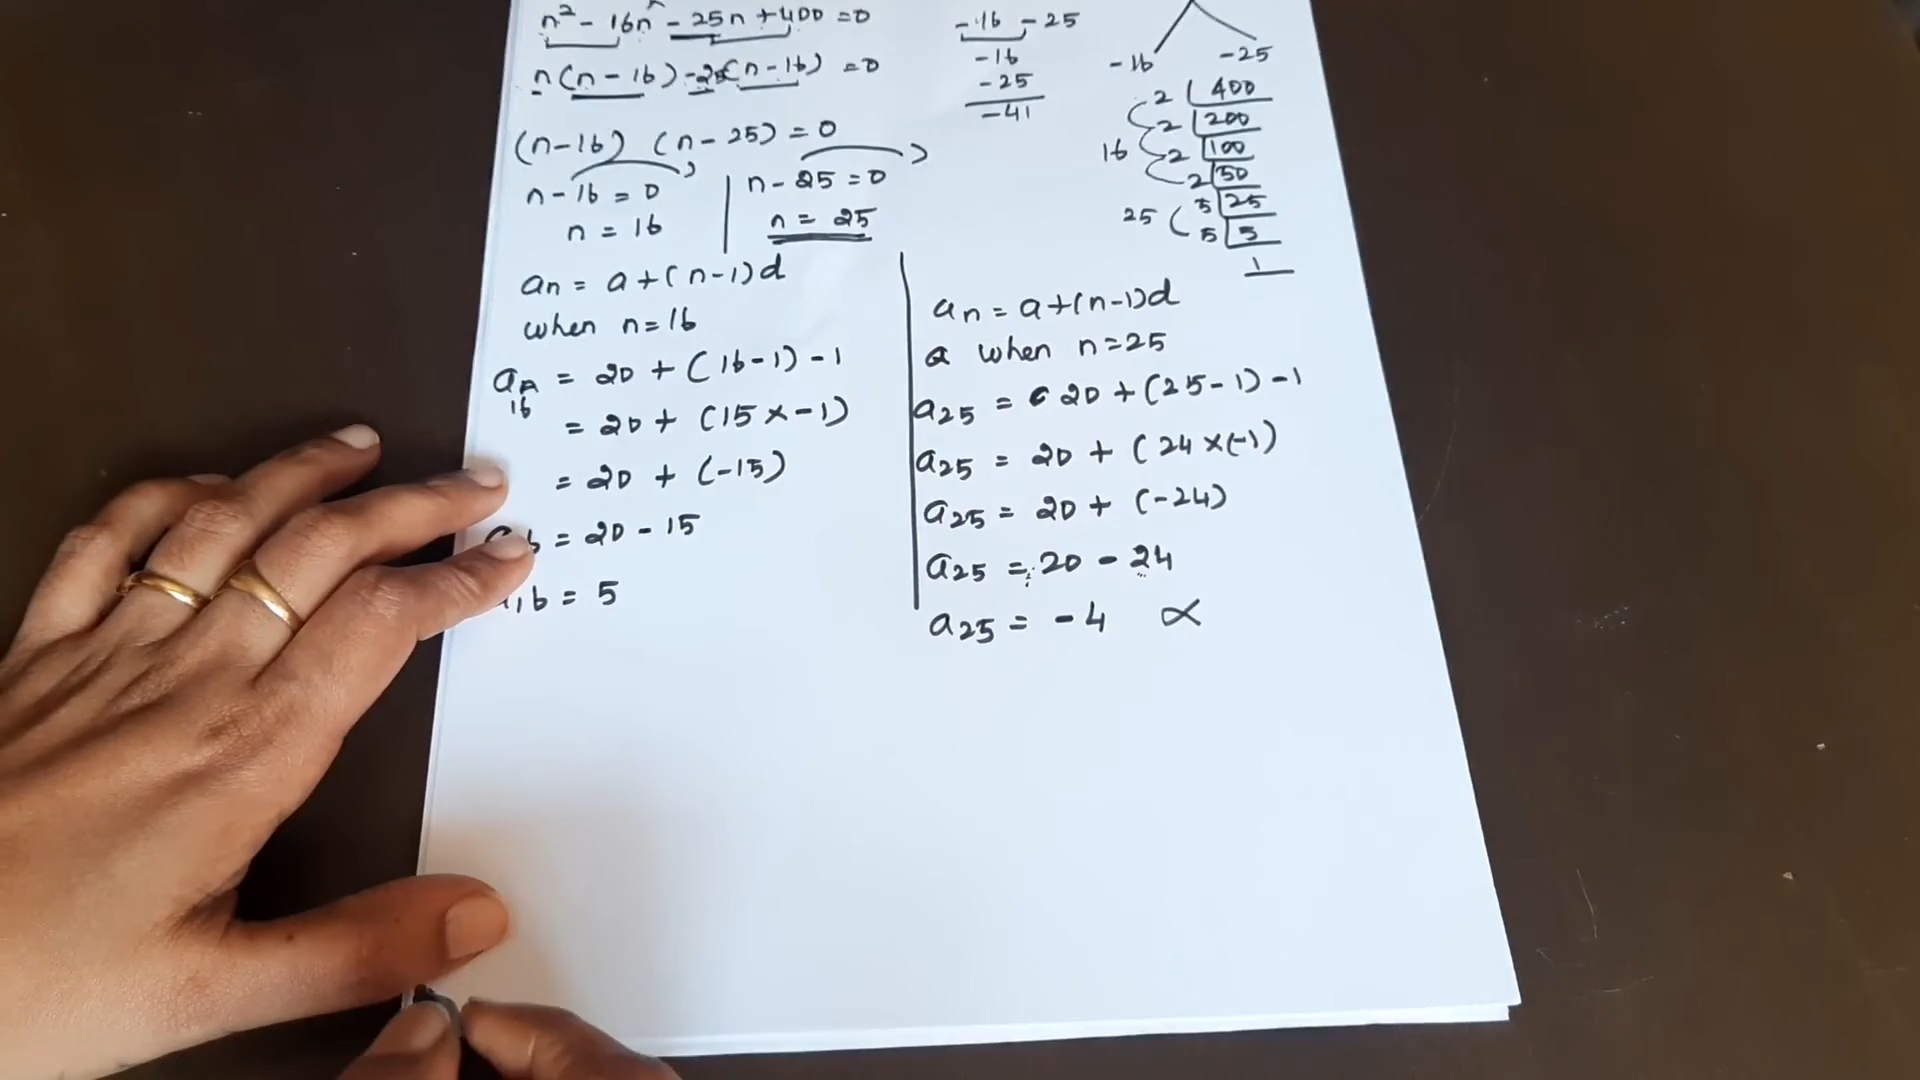 n² - 16n - 25n + 400 = 0
n(n - 16) - 25(n - 16) = 0
(n - 16) (n - 25) = 0
n - 16 = 0
n = 16
n - 25 = 0
n = 25
-16 - 25
-16
-25
-41
-16 -25
2 | 400
2 | 200
16 2 | 100
2 | 50
25 5 | 25
5 | 5
1
an = a + (n-1)d
when n = 16
a16 = 20 + (16-1) - 1
= 20 + (15 × -1)
= 20 + (-15)
= 20 - 15
a16 = 5
an = a + (n-1)d
when n = 25
a25 = 20 + (25 - 1) - 1
a25 = 20 + (24 × (-1)
a25 = 20 + (-24)
a25 = 20 - 24
a25 = -4